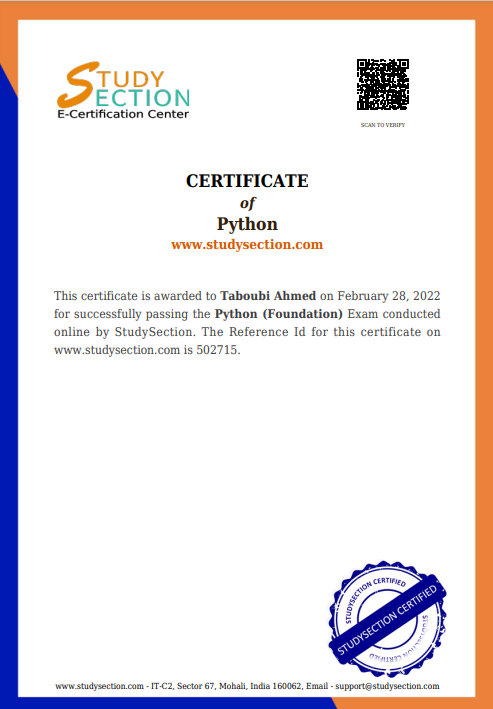 STUDY
SECTION
E-Certification Center
SCAN TO VERIFY
CERTIFICATE
of
Python
www.studysection.com
This certificate is awarded to Taboubi Ahmed on February 28, 2022
for successfully passing the Python (Foundation) Exam conducted
online by StudySection. The Reference Id for this certificate on
www.studysection.com is 502715.
STUDYSECTION CERTIFIED
STUDYSECTION CERTIFIED
STUDYSECTION CERTIFIED
www.studysection.com - IT-C2, Sector 67, Mohali, India 160062, Email - support@studysection.com